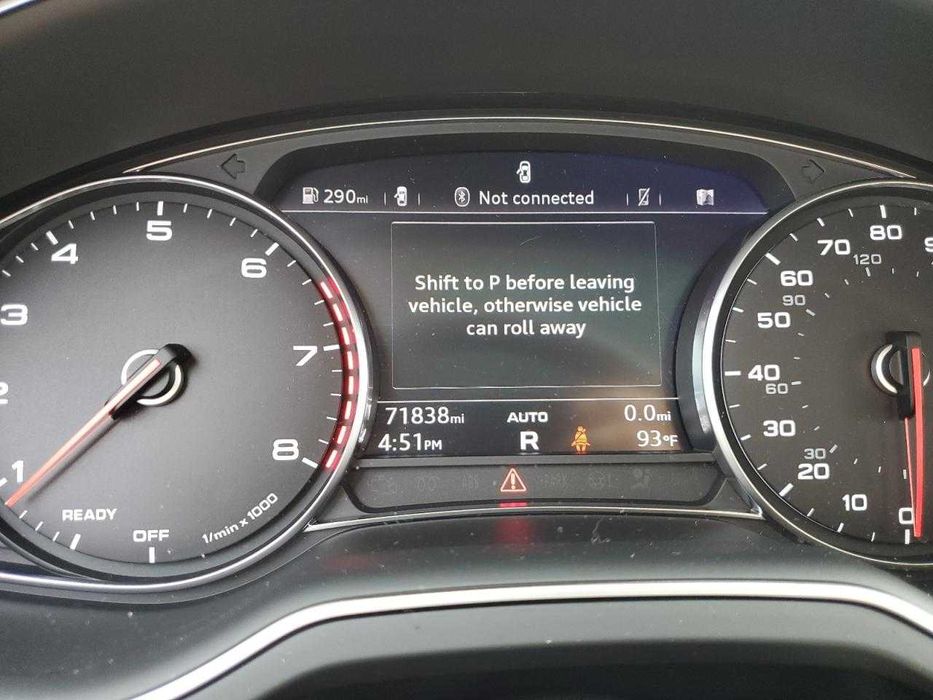 290mi
Not connected
Shift to P before leaving
vehicle, otherwise vehicle
can roll away
71838mi
AUTO
0.0mi
4:51PM
R
93°F
1
2
3
4
5
6
7
8
READY
OFF
1/min x 1000
0
10
20
30
30
40
60
50
60
90
70
80
120